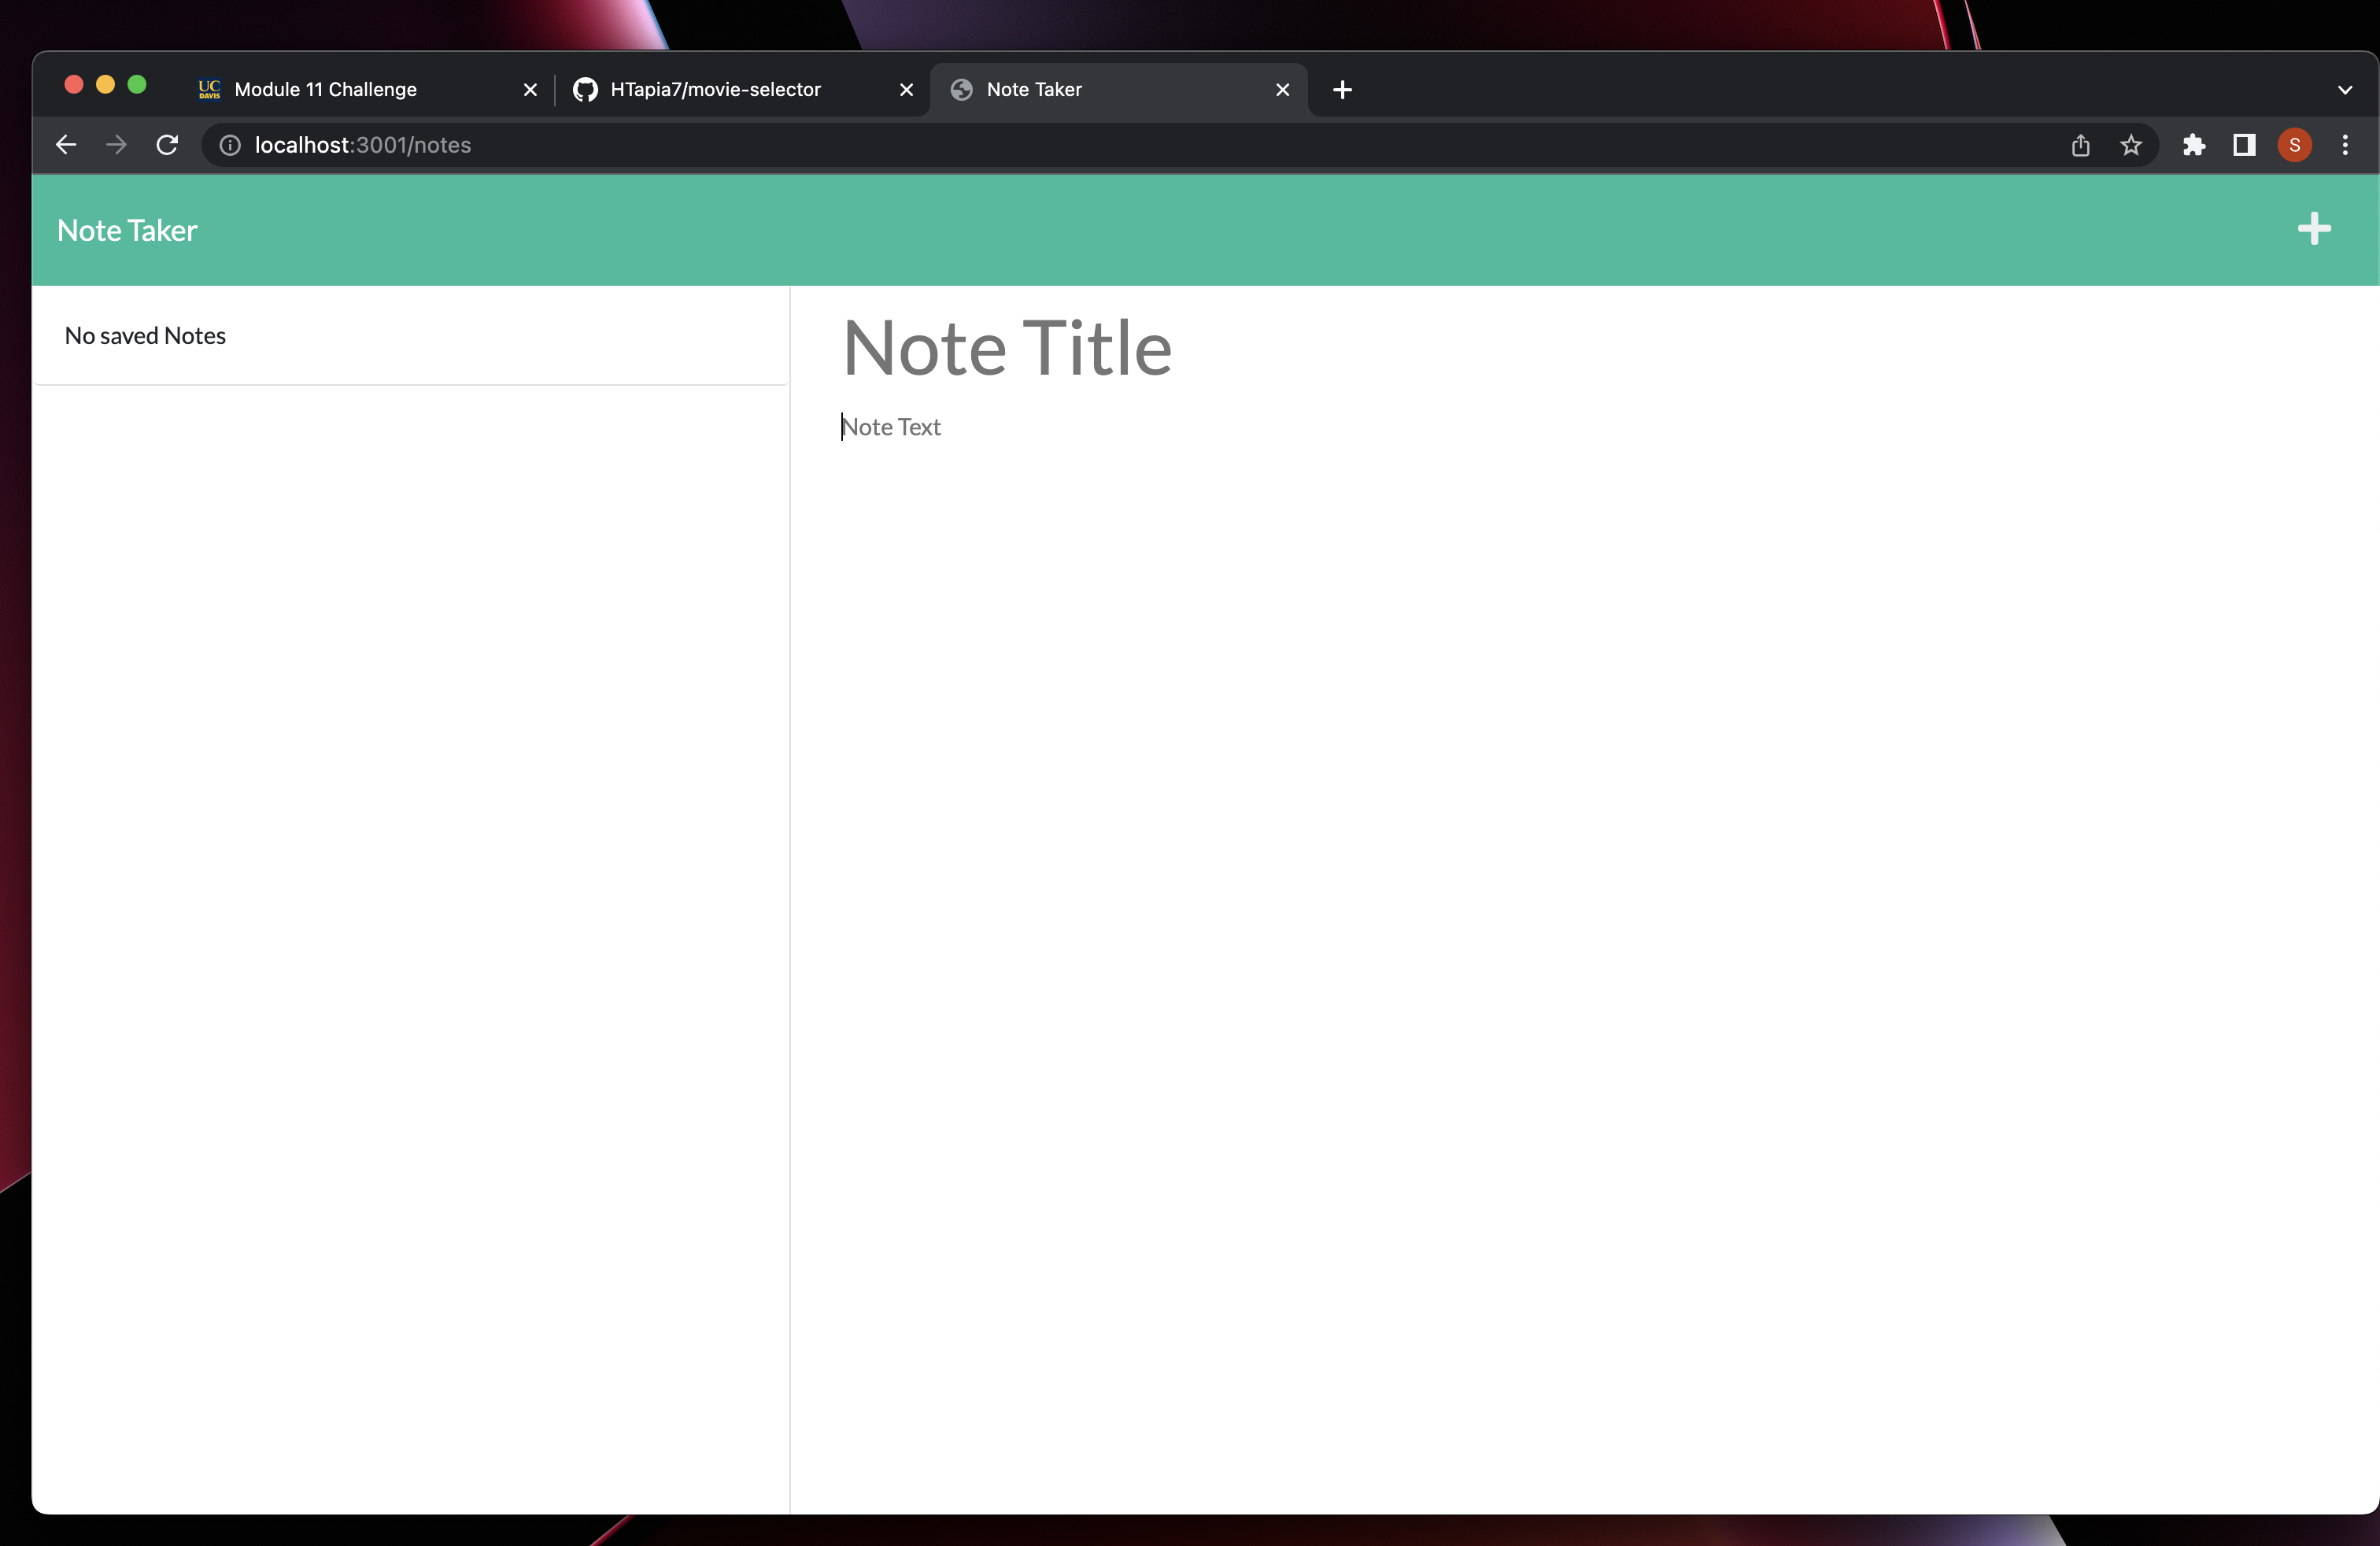 UC DAVIS Module 11 Challenge HTapia7/movie-selector Note Taker
localhost:3001/notes S
Note Taker
No saved Notes
Note Title
Note Text